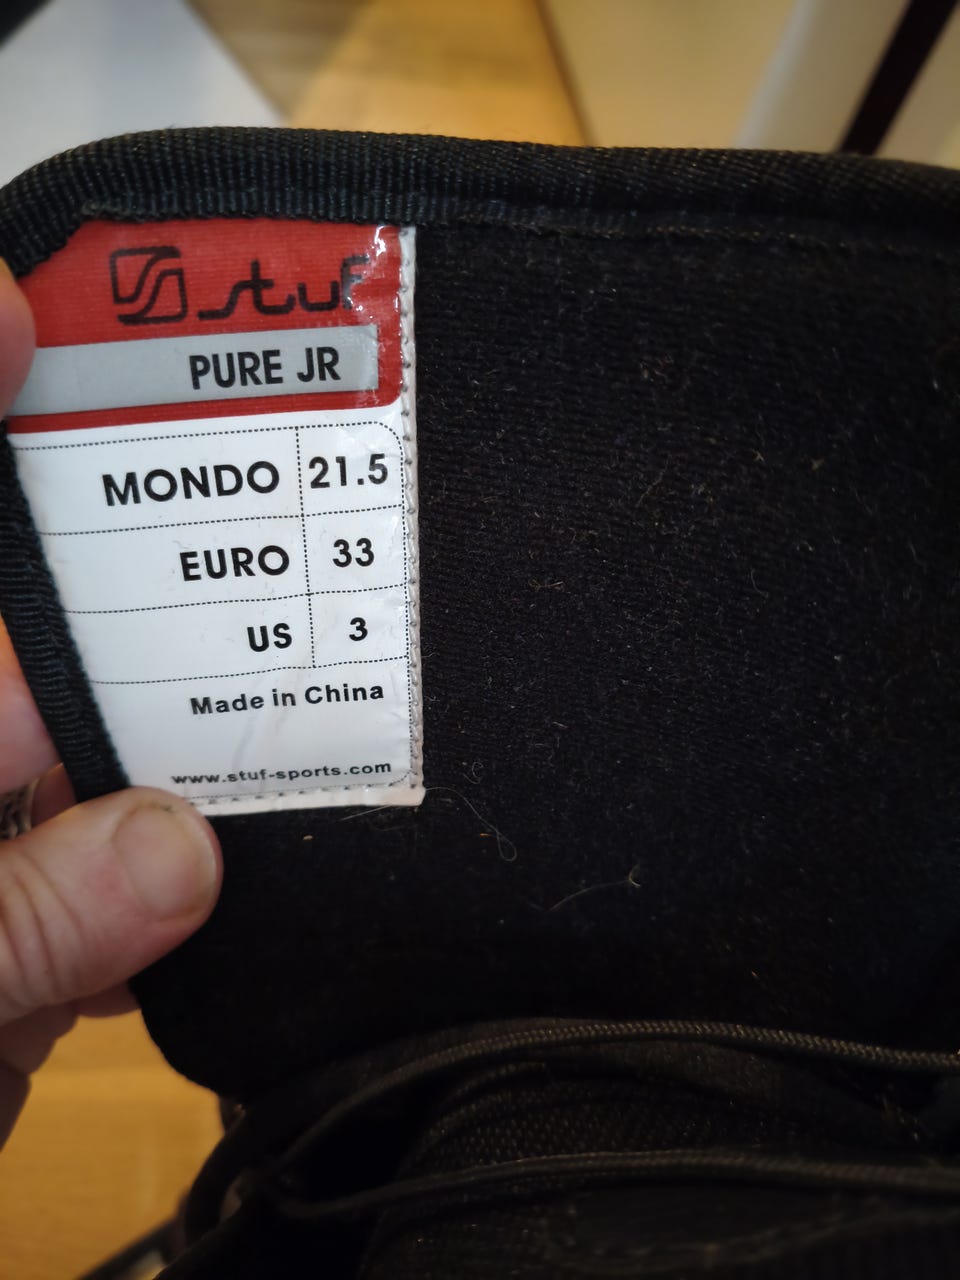 stuf
PURE JR
MONDO 21.5
EURO 33
US 3
Made in China
www.stuf-sports.com